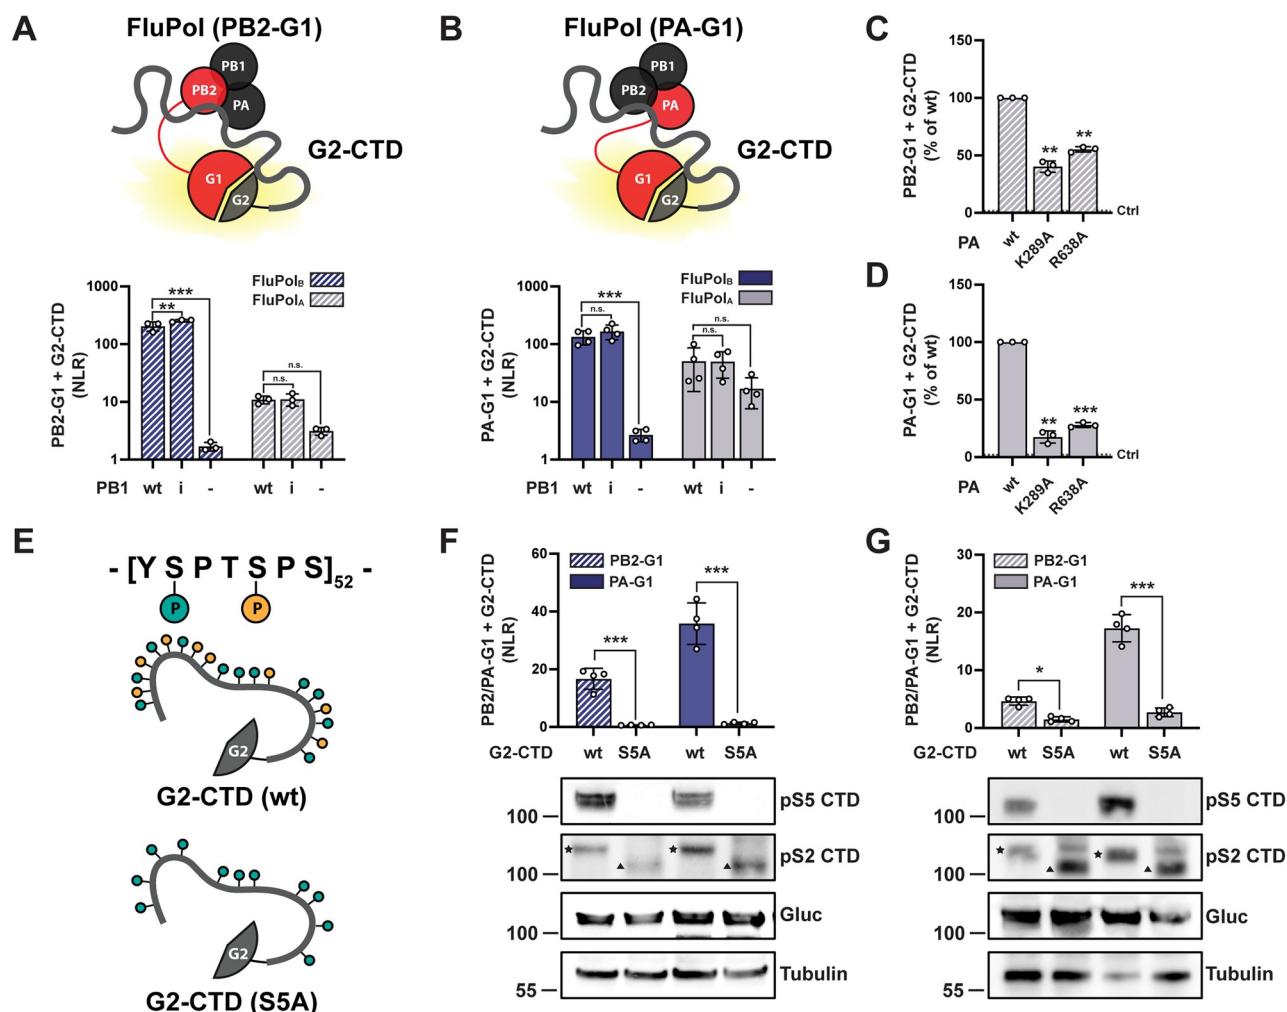 A
FluPol (PB2-G1)
PB1
PB2
PA
G2-CTD
G1
G2
FluPolB
FluPolA
PB2-G1 + G2-CTD
(NLR)
1000
100
10
1
***
**
n.s.
n.s.
PB1 wt i - wt i -
B
FluPol (PA-G1)
PB1
PB2
PA
G2-CTD
G1
G2
FluPolB
FluPolA
PA-G1 + G2-CTD
(NLR)
1000
100
10
1
***
n.s.
n.s.
n.s.
PB1 wt i - wt i -
C
PB2-G1 + G2-CTD
(% of wt)
150
100
50
0
**
**
Ctrl
PA wt K289A R638A
D
PA-G1 + G2-CTD
(% of wt)
150
100
50
0
**
***
Ctrl
PA wt K289A R638A
E
- [Y S P T S P S]52 -
P P
G2
G2-CTD (wt)
G2
G2-CTD (S5A)
F
PB2/PA-G1 + G2-CTD
(NLR)
60
40
20
0
PB2-G1
PA-G1
***
***
G2-CTD wt S5A wt S5A
100 pS5 CTD
100 pS2 CTD
100 Gluc
55 Tubulin
G
PB2/PA-G1 + G2-CTD
(NLR)
30
20
10
0
PB2-G1
PA-G1
*
***
G2-CTD wt S5A wt S5A
100 pS5 CTD
100 pS2 CTD
100 Gluc
55 Tubulin